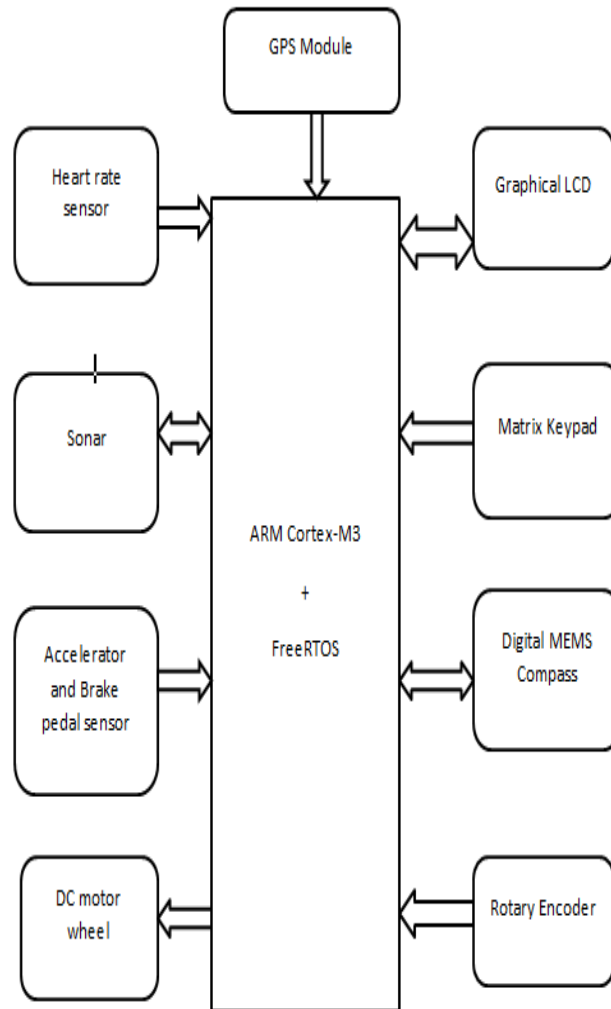 GPS Module
Heart rate
sensor
Graphical LCD
Sonar
Matrix Keypad
ARM Cortex-M3
+
FreeRTOS
Accelerator
and Brake
pedal sensor
Digital MEMS
Compass
DC motor
wheel
Rotary Encoder